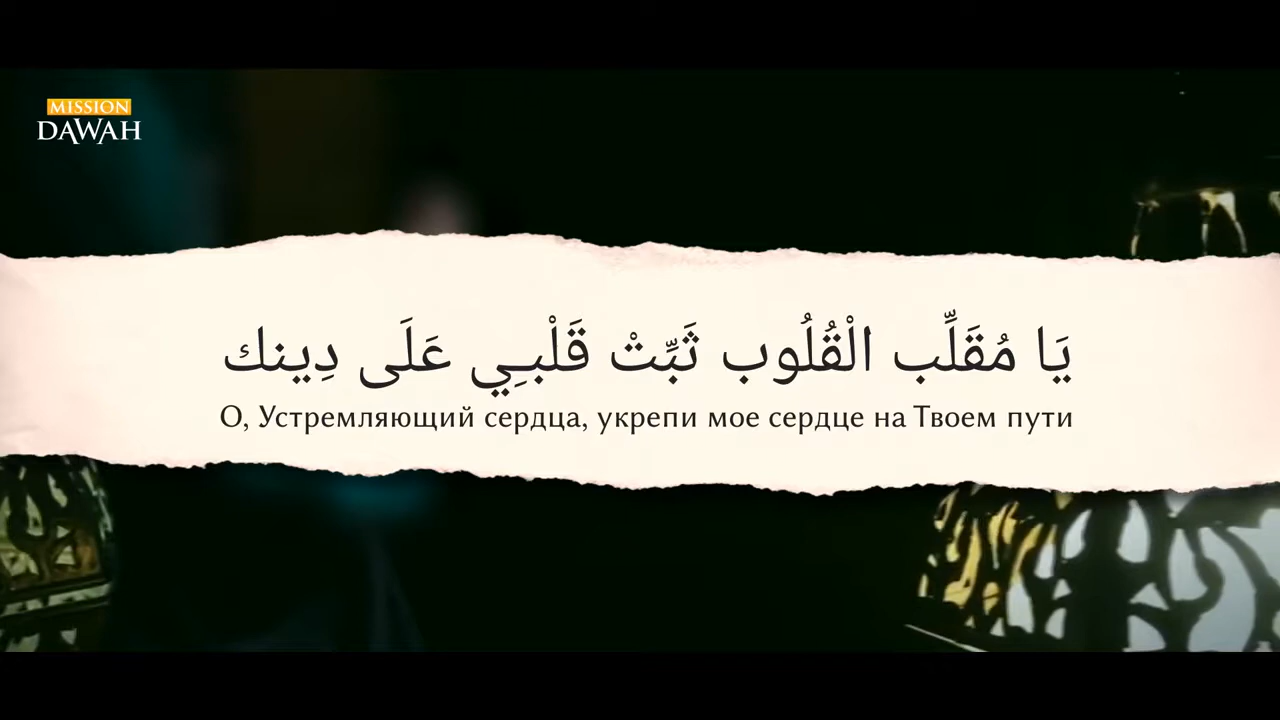 MISSION
DAWAH
يَا مُقَلِّب الْقُلُوب ثَبِّتْ قَلْبِي عَلَى دِينك
О, Устремляющий сердца, укрепи мое сердце на Твоем пути